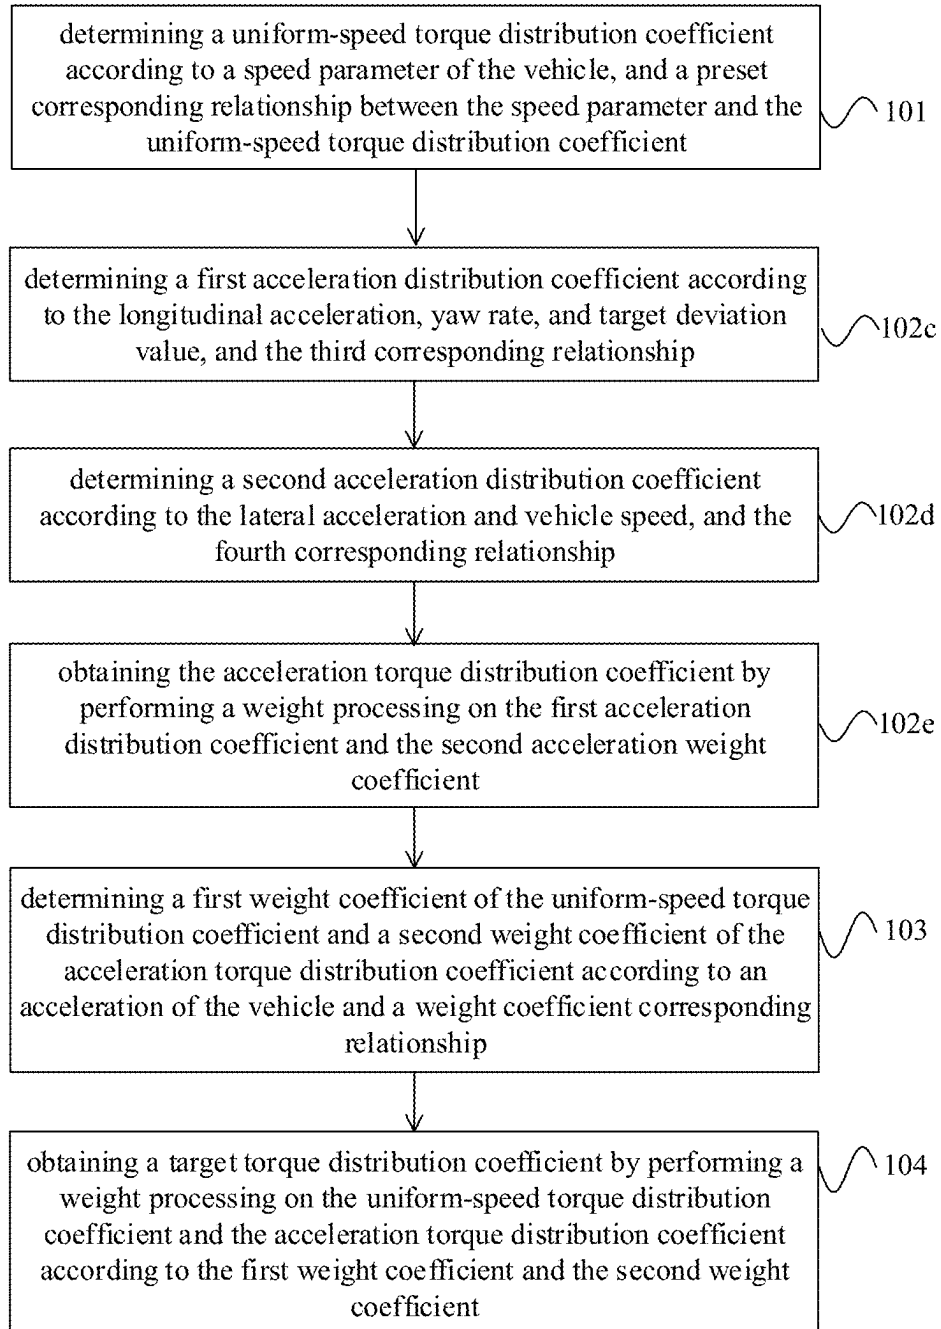 determining a uniform-speed torque distribution coefficient
according to a speed parameter of the vehicle, and a preset
corresponding relationship between the speed parameter and the
uniform-speed torque distribution coefficient
101
determining a first acceleration distribution coefficient according
to the longitudinal acceleration, yaw rate, and target deviation
value, and the third corresponding relationship
102c
determining a second acceleration distribution coefficient
according to the lateral acceleration and vehicle speed, and the
fourth corresponding relationship
102d
obtaining the acceleration torque distribution coefficient by
performing a weight processing on the first acceleration
distribution coefficient and the second acceleration weight
coefficient
102e
determining a first weight coefficient of the uniform-speed torque
distribution coefficient and a second weight coefficient of the
acceleration torque distribution coefficient according to an
acceleration of the vehicle and a weight coefficient corresponding
relationship
103
obtaining a target torque distribution coefficient by performing a
weight processing on the uniform-speed torque distribution
coefficient and the acceleration torque distribution coefficient
according to the first weight coefficient and the second weight
coefficient
104